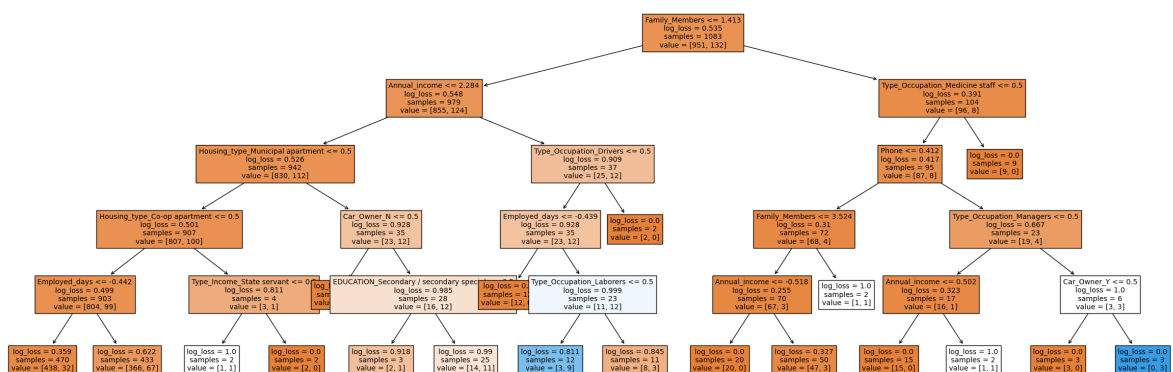 Family_Members <= 1.413
log_loss = 0.535
samples = 1083
value = [951, 132]
Annual_income <= 2.284
log_loss = 0.548
samples = 979
value = [855, 124]
Type_Occupation_Medicine staff <= 0.5
log_loss = 0.391
samples = 104
value = [96, 8]
Housing_type_Municipal apartment <= 0.5
log_loss = 0.526
samples = 942
value = [830, 112]
Type_Occupation_Drivers <= 0.5
log_loss = 0.909
samples = 37
value = [25, 12]
Phone <= 0.412
log_loss = 0.417
samples = 95
value = [87, 8]
log_loss = 0.0
samples = 9
value = [9, 0]
Housing_type_Co-op apartment <= 0.5
log_loss = 0.501
samples = 907
value = [807, 100]
Car_Owner_N <= 0.5
log_loss = 0.928
samples = 35
value = [23, 12]
Employed_days <= -0.439
log_loss = 0.928
samples = 35
value = [23, 12]
log_loss = 0.0
samples = 2
value = [2, 0]
Family_Members <= 3.524
log_loss = 0.31
samples = 72
value = [68, 4]
Type_Occupation_Managers <= 0.5
log_loss = 0.667
samples = 23
value = [19, 4]
Employed_days <= -0.442
log_loss = 0.499
samples = 903
value = [804, 99]
Type_Income_State servant <= 0
log_loss = 0.811
samples = 4
value = [3, 1]
EDUCATION_Secondary / secondary
log_loss = 0.985
samples = 28
value = [16, 12]
Type_Occupation_Laborers <= 0.5
log_loss = 0.999
samples = 23
value = [11, 12]
Annual_income <= -0.518
log_loss = 0.255
samples = 70
value = [67, 3]
log_loss = 1.0
samples = 2
value = [1, 1]
Annual_income <= 0.502
log_loss = 0.323
samples = 17
value = [16, 1]
Car_Owner_Y <= 0.5
log_loss = 1.0
samples = 6
value = [3, 3]
log_loss = 0.359
samples = 470
value = [438, 32]
log_loss = 0.622
samples = 433
value = [366, 67]
log_loss = 1.0
samples = 2
value = [1, 1]
log_loss = 0.0
samples = 2
value = [2, 0]
log_loss = 0.918
samples = 3
value = [2, 1]
log_loss = 0.99
samples = 25
value = [14, 11]
log_loss = 0.811
samples = 12
value = [3, 9]
log_loss = 0.845
samples = 11
value = [8, 3]
log_loss = 0.0
samples = 20
value = [20, 0]
log_loss = 0.327
samples = 50
value = [47, 3]
log_loss = 0.0
samples = 15
value = [15, 0]
log_loss = 1.0
samples = 2
value = [1, 1]
log_loss = 0.0
samples = 3
value = [3, 0]
log_loss = 0.0
samples = 3
value = [0, 3]